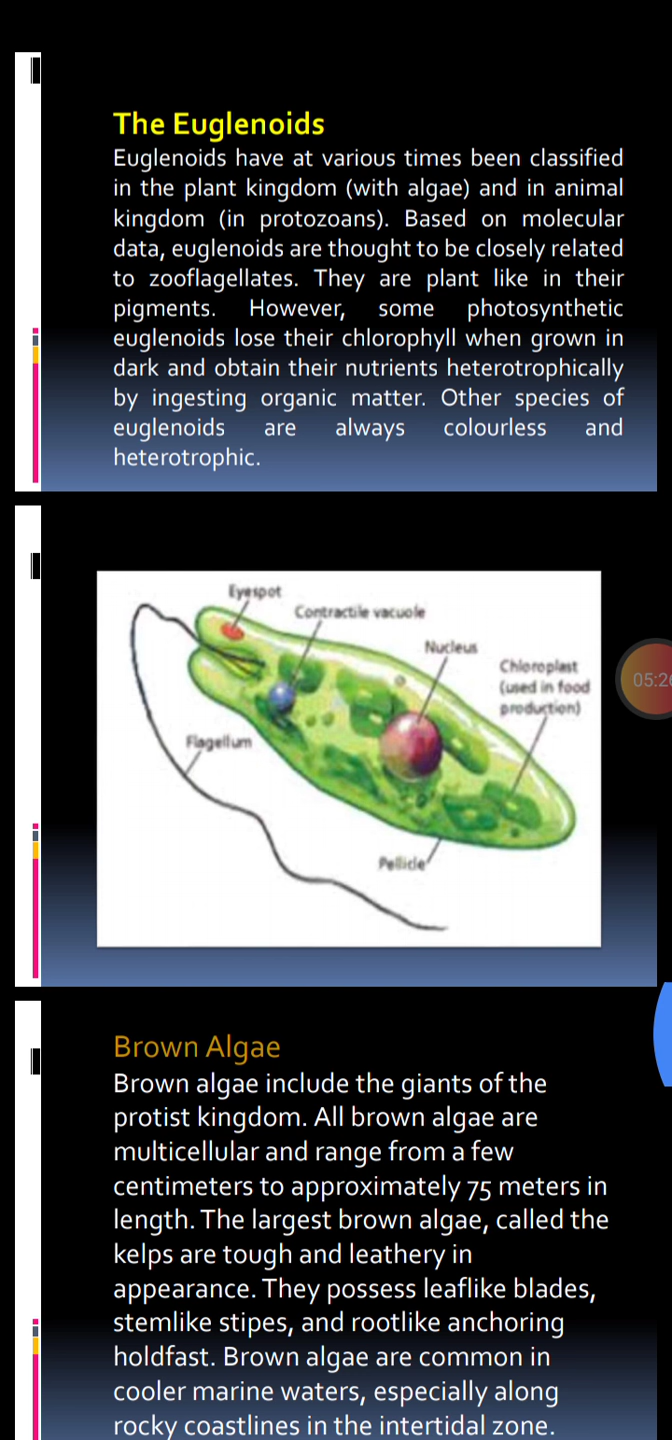 The Euglenoids
Euglenoids have at various times been classified
in the plant kingdom (with algae) and in animal
kingdom (in protozoans). Based on molecular
data, euglenoids are thought to be closely related
to zooflagellates. They are plant like in their
pigments. However, some photosynthetic
euglenoids lose their chlorophyll when grown in
dark and obtain their nutrients heterotrophically
by ingesting organic matter. Other species of
euglenoids are always colourless and
heterotrophic.
Eyespot
Contractile vacuole
Nucleus
Chloroplast
(used in food
production)
05:26
Flagellum
Pellicle
Brown Algae
Brown algae include the giants of the
protist kingdom. All brown algae are
multicellular and range from a few
centimeters to approximately 75 meters in
length. The largest brown algae, called the
kelps are tough and leathery in
appearance. They possess leaflike blades,
stemlike stipes, and rootlike anchoring
holdfast. Brown algae are common in
cooler marine waters, especially along
rocky coastlines in the intertidal zone.